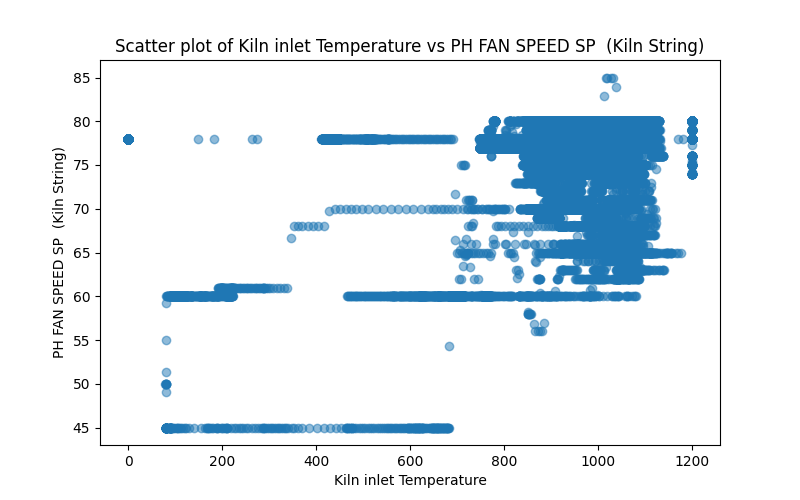 Scatter plot of Kiln inlet Temperature vs PH FAN SPEED SP  (Kiln String)
PH FAN SPEED SP  (Kiln String)
85
80
75
70
65
60
55
50
45
0 200 400 600 800 1000 1200
Kiln inlet Temperature